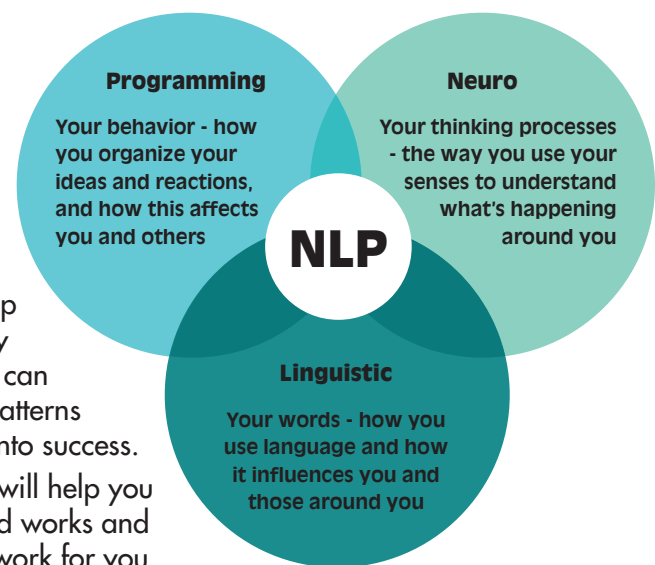 Programming
Your behavior - how
you organize your
ideas and reactions,
and how this affects
you and others
Neuro
Your thinking processes
- the way you use your
senses to understand
what's happening
around you
NLP
Linguistic
Your words - how you
use language and how
it influences you and
those around you
can
nto success.
will help you
works and
work for you